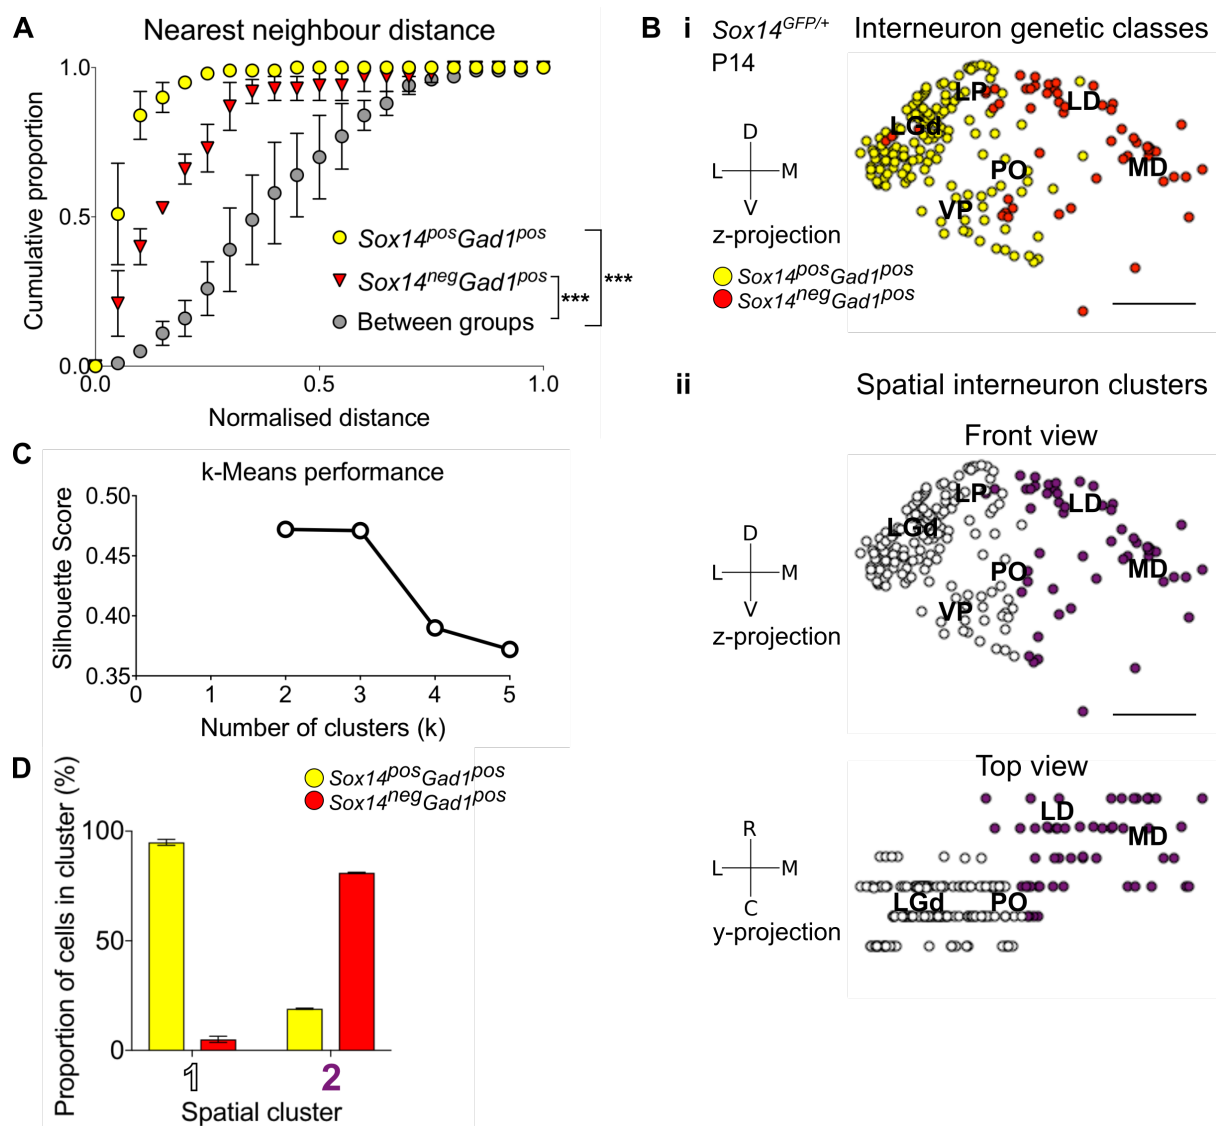 A
Nearest neighbour distance
Cumulative proportion
1.0
0.5
0.0
0.0
0.5
1.0
Normalised distance
Sox14posGad1pos
Sox14negGad1pos
Between groups
***
***
B
i
Sox14GFP/+
P14
Interneuron genetic classes
D
L
M
V
z-projection
Sox14posGad1pos
Sox14negGad1pos
LP
LD
LGd
PO
MD
VP
ii
Spatial interneuron clusters
Front view
D
L
M
V
z-projection
LP
LD
LGd
PO
MD
VP
Top view
R
L
M
C
y-projection
LD
MD
LGd
PO
C
k-Means performance
Silhouette Score
0.50
0.45
0.40
0.35
0
1
2
3
4
5
Number of clusters (k)
D
Sox14posGad1pos
Sox14negGad1pos
Proportion of cells in cluster (%)
100
50
0
1
2
Spatial cluster